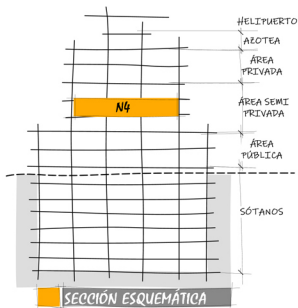 HELIPUERTO
AZOTEA
ÁREA
PRIVADA
ÁREA SEMI
PRIVADA
N4
ÁREA
PÚBLICA
SÓTANOS
SECCIÓN ESQUEMÁTICA